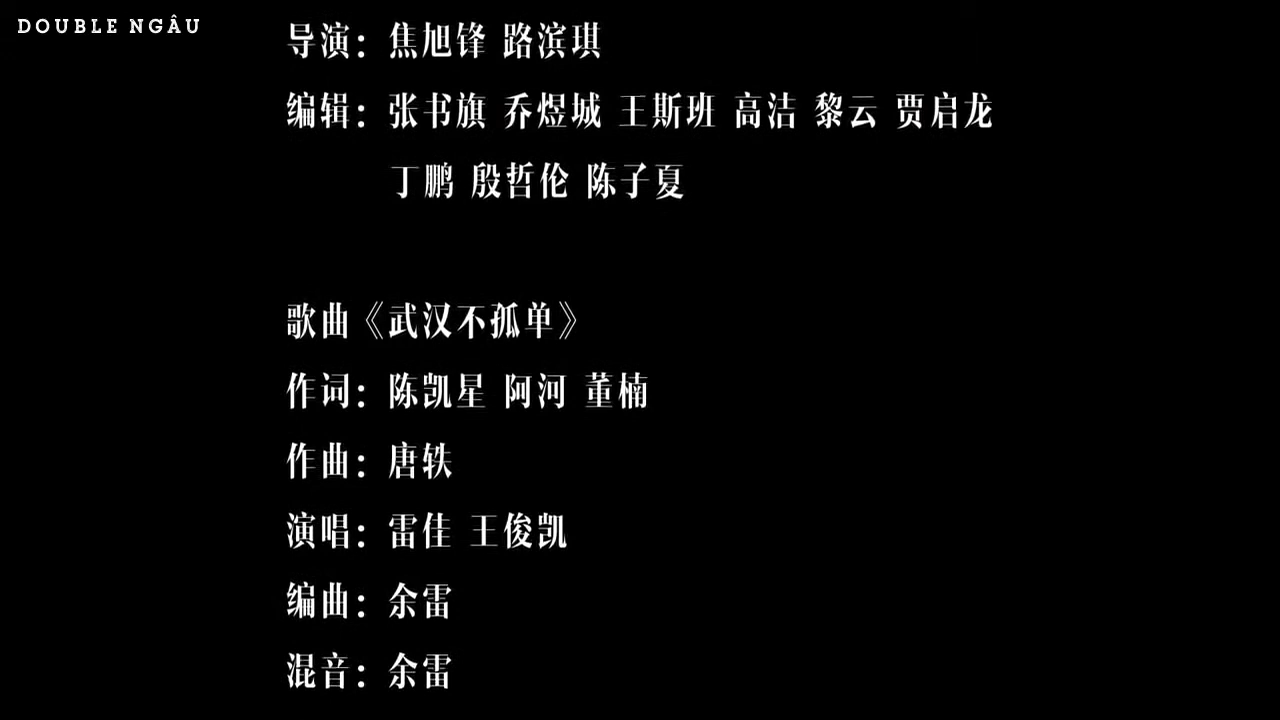 DOUBLE NGÂU
导演：焦旭锋 路滨琪
编辑：张书旗 乔煜城 王斯班 高洁 黎云 贾启龙
丁鹏 殷哲伦 陈子夏
歌曲《武汉不孤单》
作词：陈凯星 阿河 董楠
作曲：唐轶
演唱：雷佳 王俊凯
编曲：余雷
混音：余雷